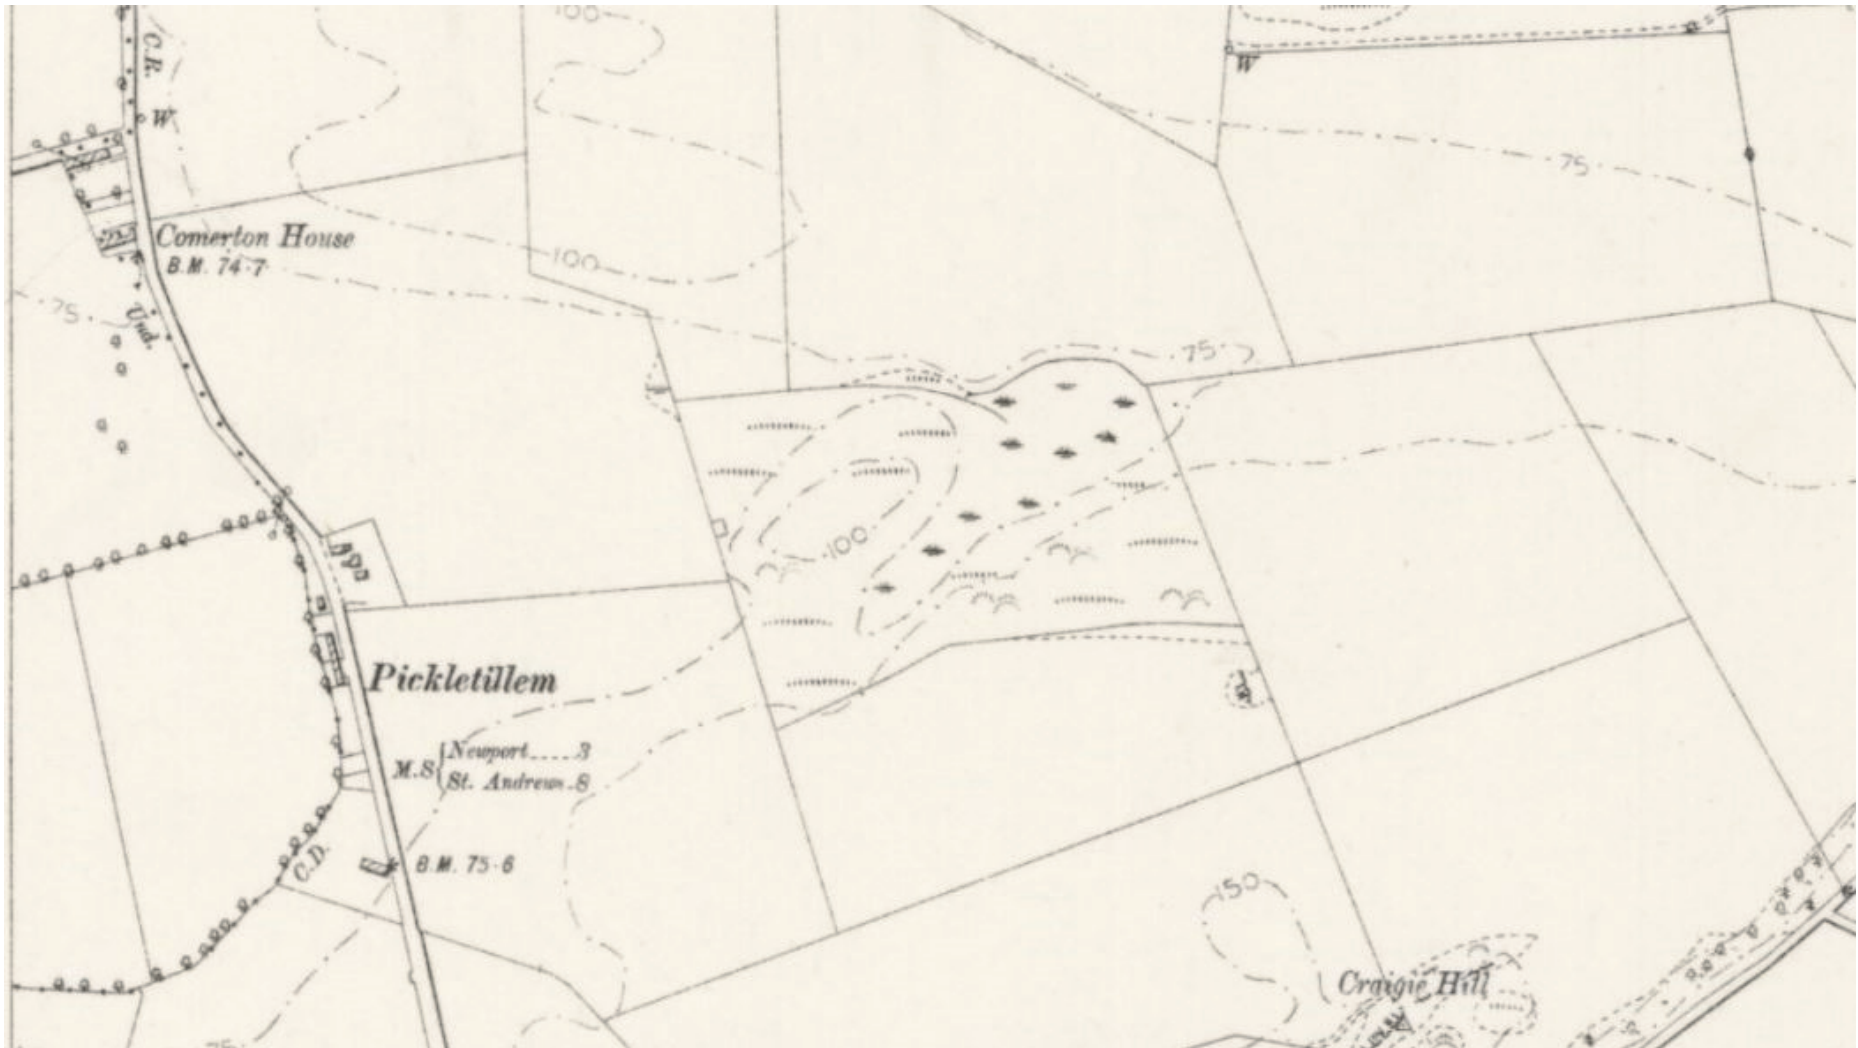 100
C.R.
W
W
75
Comerton House
B.M. 74·7
100
75
Und.
75
100
Pickletillem
M.S { Newport.....3
St. Andrews..8
W
C.D.
B.M. 75·6
150
Craigie Hill
75